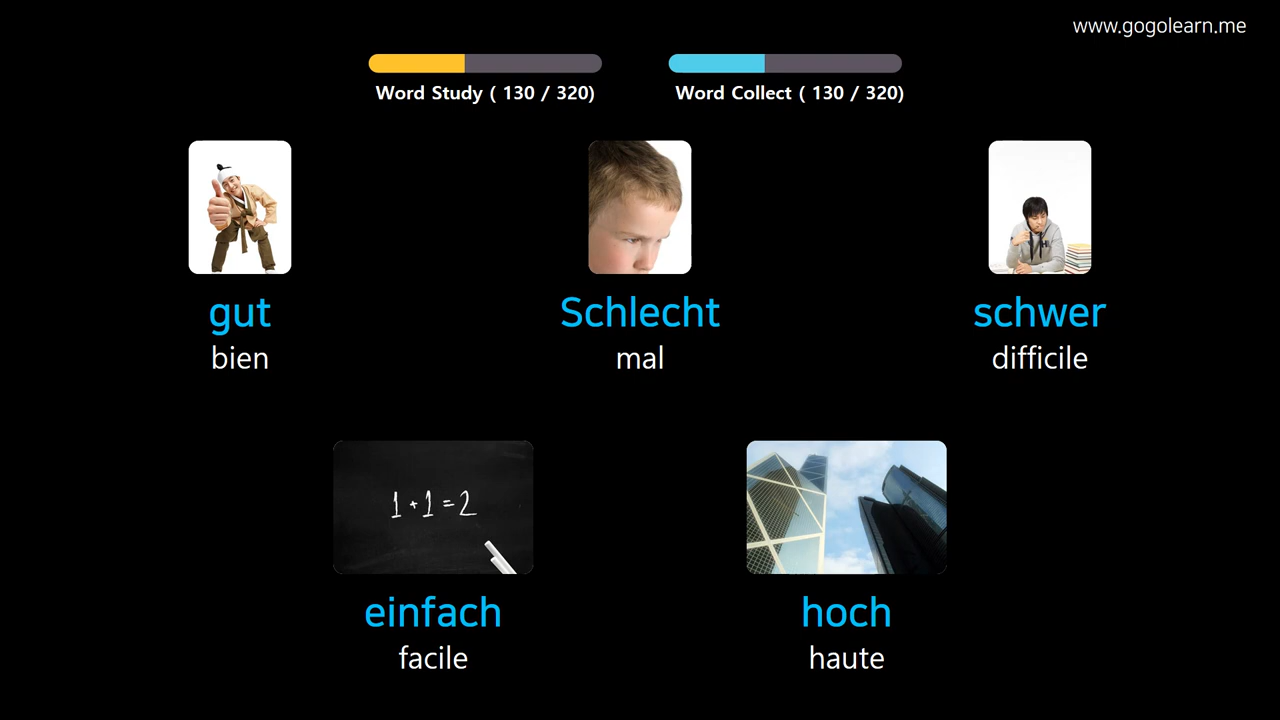 www.gogolearn.me
Word Study ( 130 / 320)
Word Collect ( 130 / 320)
gut
bien
Schlecht
mal
schwer
difficile
1+1=2
einfach
facile
hoch
haute